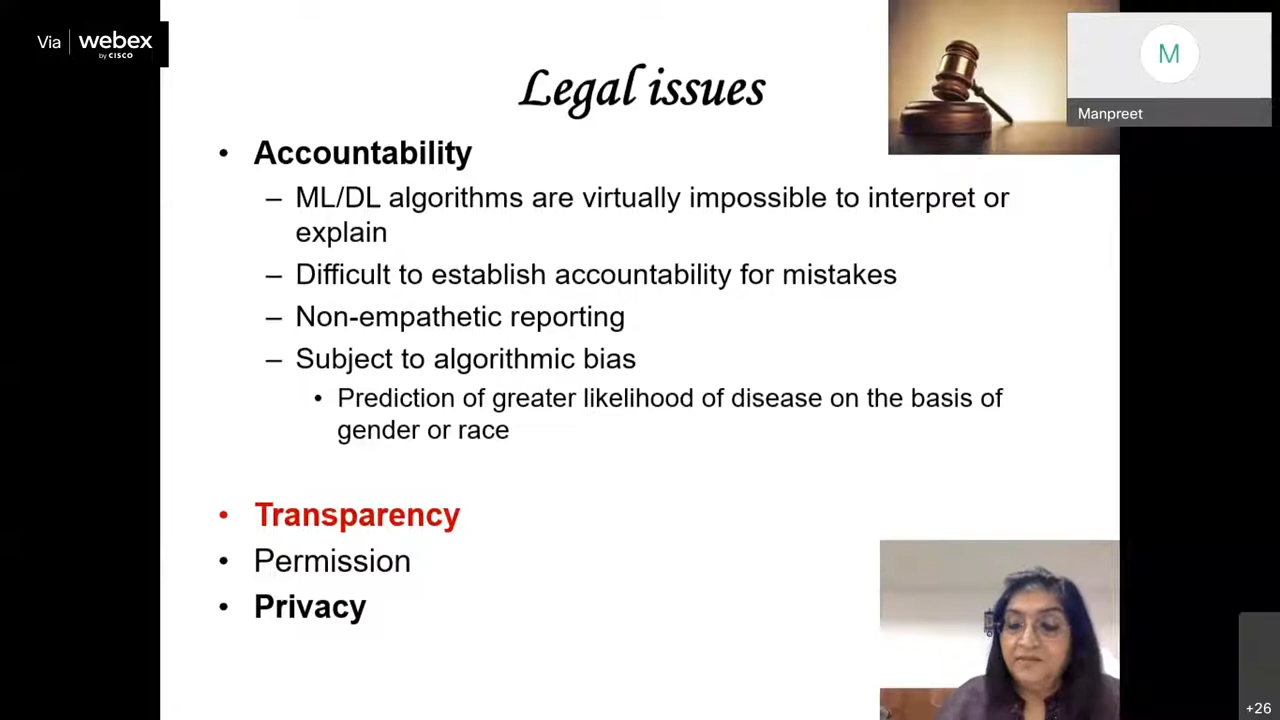 Via webex
by CISCO
Legal issues
M
Manpreet
• Accountability
– ML/DL algorithms are virtually impossible to interpret or
explain
– Difficult to establish accountability for mistakes
– Non-empathetic reporting
– Subject to algorithmic bias
• Prediction of greater likelihood of disease on the basis of
gender or race
• Transparency
• Permission
• Privacy
+26